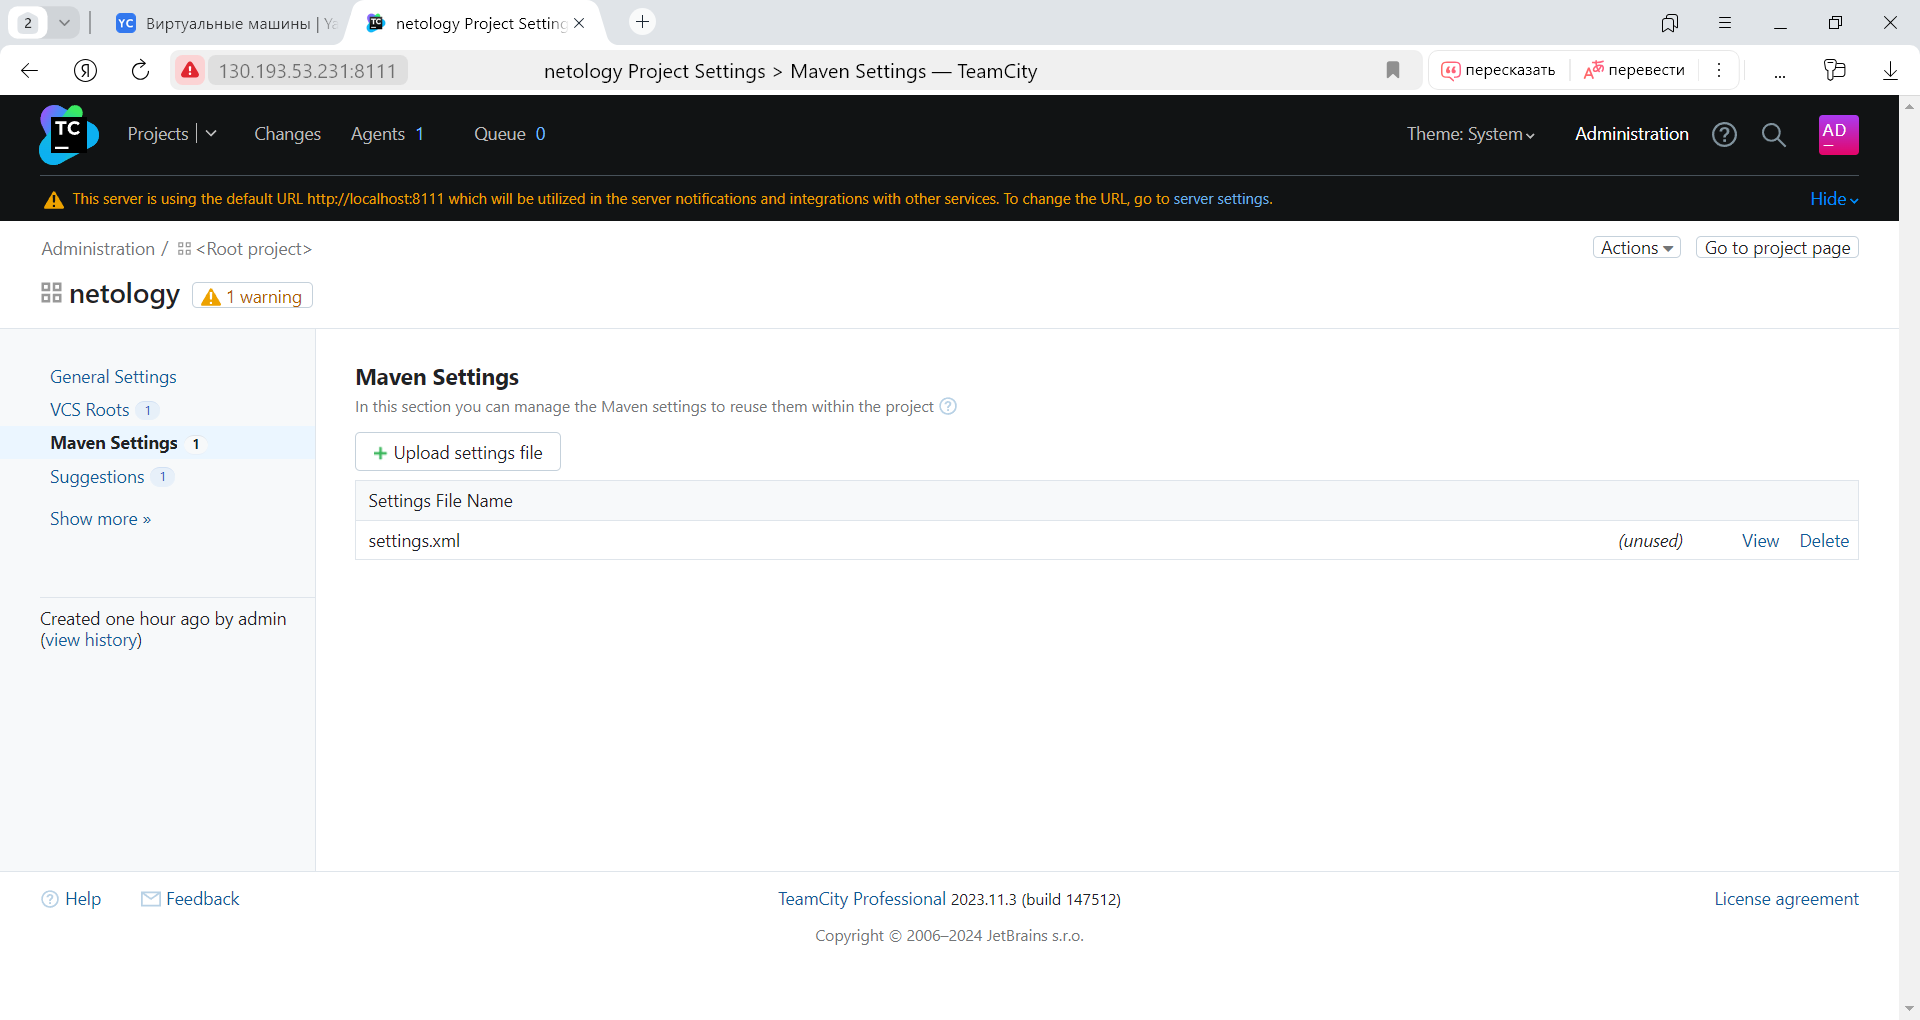 2
YC Виртуальные машины | Ya
TC netology Project Setting
Я 130.193.53.231:8111 netology Project Settings > Maven Settings — TeamCity пересказать перевести
TC Projects Changes Agents 1 Queue 0 Theme: System Administration AD
This server is using the default URL http://localhost:8111 which will be utilized in the server notifications and integrations with other services. To change the URL, go to server settings. Hide
Administration / <Root project> Actions Go to project page
netology 1 warning
General Settings
VCS Roots 1
Maven Settings 1
Suggestions 1
Show more »
Created one hour ago by admin
(view history)
Maven Settings
In this section you can manage the Maven settings to reuse them within the project ?
+ Upload settings file
Settings File Name
settings.xml (unused) View Delete
? Help Feedback TeamCity Professional 2023.11.3 (build 147512) License agreement
Copyright © 2006–2024 JetBrains s.r.o.